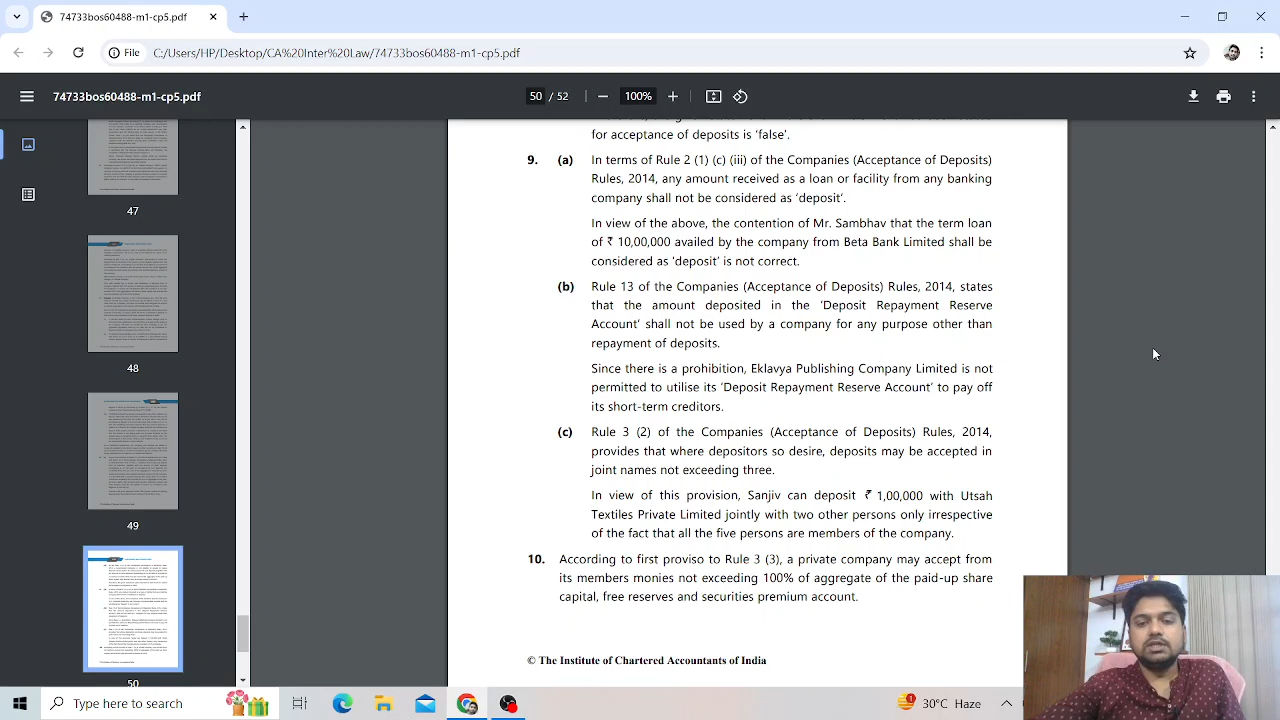 74733bos60488-m1-cp5.pdf
File C:/Users/HP/Desktop/CA%20Inter%20Law/74733bos60488-m1-cp5.pdf
74733bos60488-m1-cp5.pdf
50 / 52
100%
47
48
49
50
for acceptance of deposits is 'false'.
9. (a) In terms of Rule 2 (1) (c) (iii) of the Companies (Acceptance of Deposits)
Rules, 2014, any amount received as a loan or facility from any banking
company shall not be considered as 'deposit'.
In view of the above, the contention of Mr. Sambhav that the term loan
of ₹ availed from Bank Limited shall be
considered as 'deposit' is not correct.
(b) Rule 13 of the Companies (Acceptance of Deposits) Rules, 2014, states
that the amount deposited in the Deposit Repayment Reserve
Account shall not be used by a company for any purpose other than
repayment of deposits.
Since there is a prohibition, Eklavya Publishing Company Limited is not
permitted to utilise its 'Deposit Repayment Reserve Account' to pay off
its short-term creditors.
(c) Rule 3 (2) of the Companies (Acceptance of Deposits) Rules, 2014
provides that where depositors so desire, deposits may be accepted in
joint names not exceeding three.
In view of this provision, Sanjiv can deposit ₹ 1,00,000 with Utrah
Textiles Private Limited jointly with two other persons only irrespective
of the fact that all the five persons are members of the company.
10. According to first proviso to Rule 3 (3), a private company may accept from
its members monies not exceeding 100% of aggregate of the paid-up share
capital, free reserves and securities premium account.
© The Institute of Chartered Accountants of India
Type here to search
30°C Haze